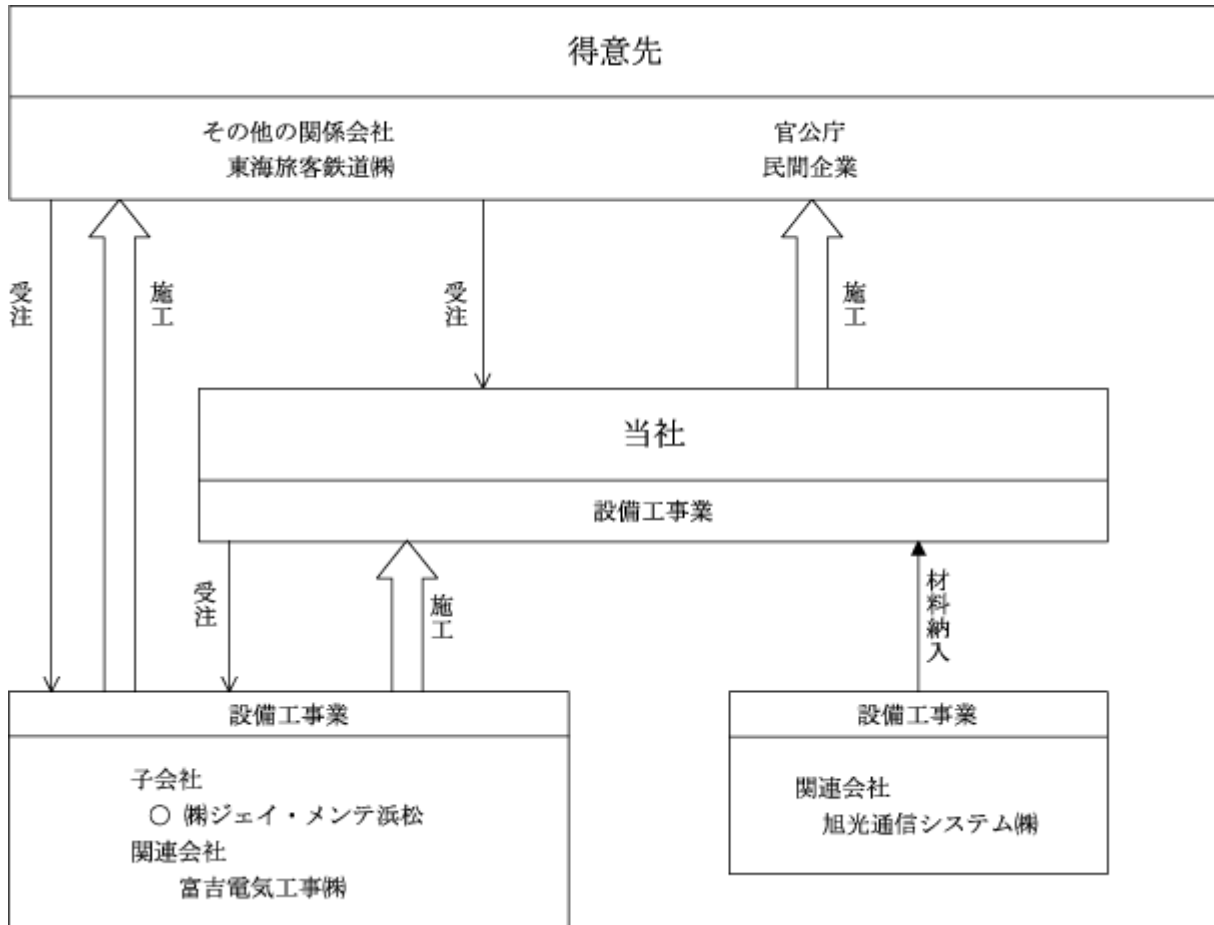 得意先
その他の関係会社
東海旅客鉄道㈱
官公庁
民間企業
受注
施工
受注
施工
当社
設備工事業
受注
施工
材料納入
設備工事業
子会社
○ ㈱ジェイ・メンテ浜松
関連会社
富吉電気工事㈱
設備工事業
関連会社
旭光通信システム㈱